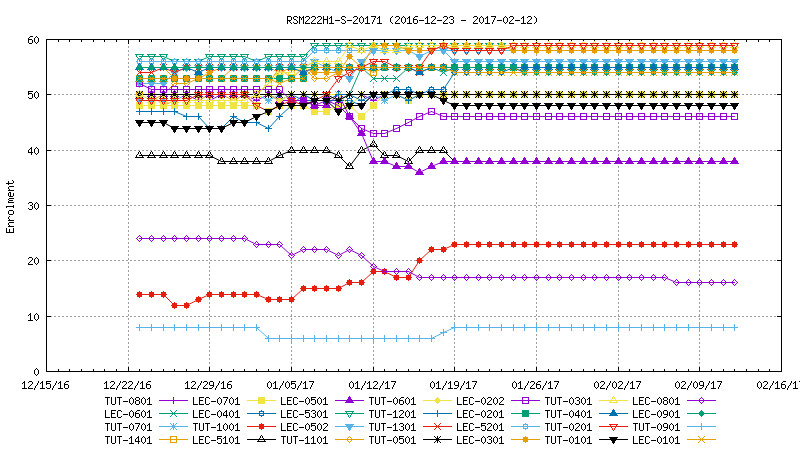 RSM222H1-S-20171 (2016-12-23 - 2017-02-12)
60
50
40
30
20
10
0
Enrolment
12/15/16 12/22/16 12/29/16 01/05/17 01/12/17 01/19/17 01/26/17 02/02/17 02/09/17 02/16/17
TUT-0801 LEC-0701 LEC-0501 TUT-0601 LEC-0202 TUT-0301 LEC-0801
LEC-0601 LEC-0401 LEC-5301 TUT-1201 LEC-0201 TUT-0401 LEC-0901
TUT-0701 TUT-1001 LEC-0502 TUT-1301 LEC-5201 TUT-0201 TUT-0901
TUT-1401 LEC-5101 TUT-1101 TUT-0501 LEC-0301 TUT-0101 LEC-0101